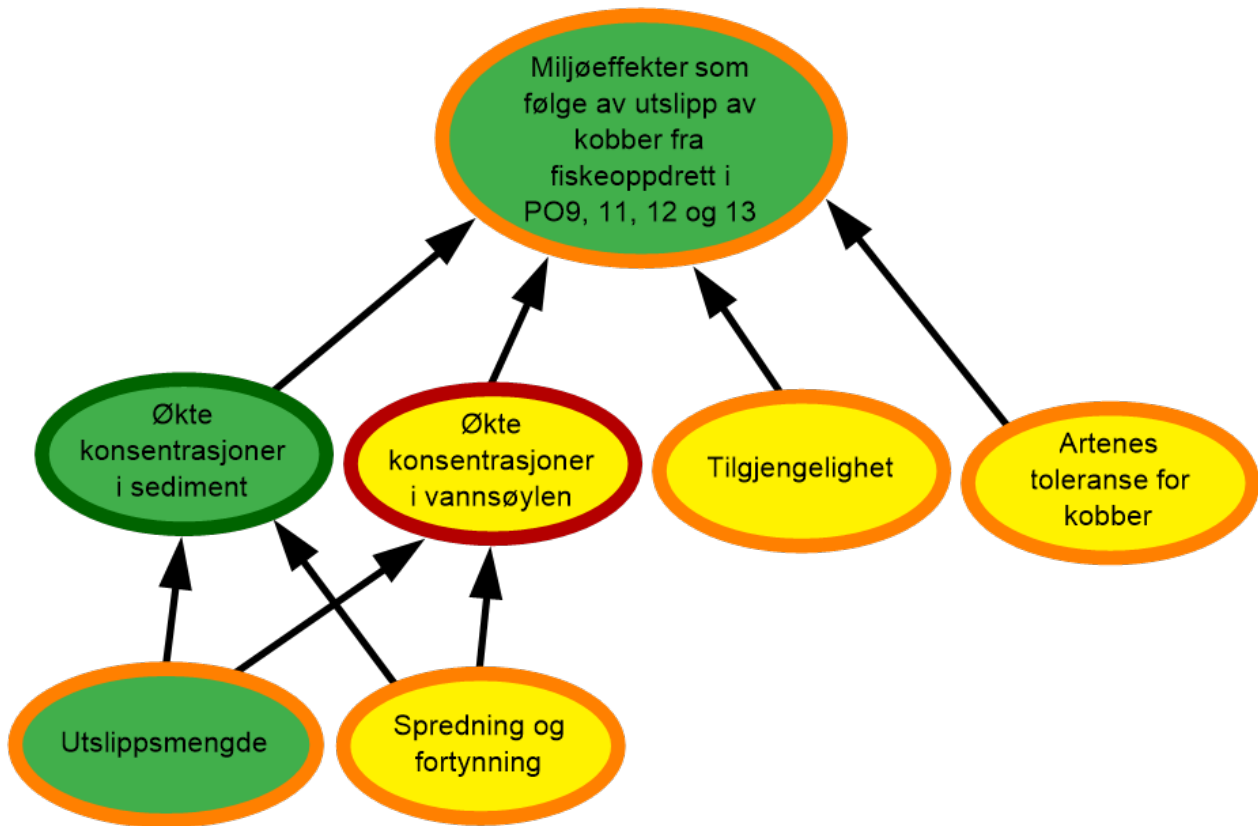 Miljøeffekter som
følge av utslipp av
kobber fra
fiskeoppdrett i
PO9, 11, 12 og 13
Økte
konsentrasjoner
i sediment
Økte
konsentrasjoner
i vannsøylen
Tilgjengelighet
Artenes
toleranse for
kobber
Utslippsmengde
Spredning og
fortynning